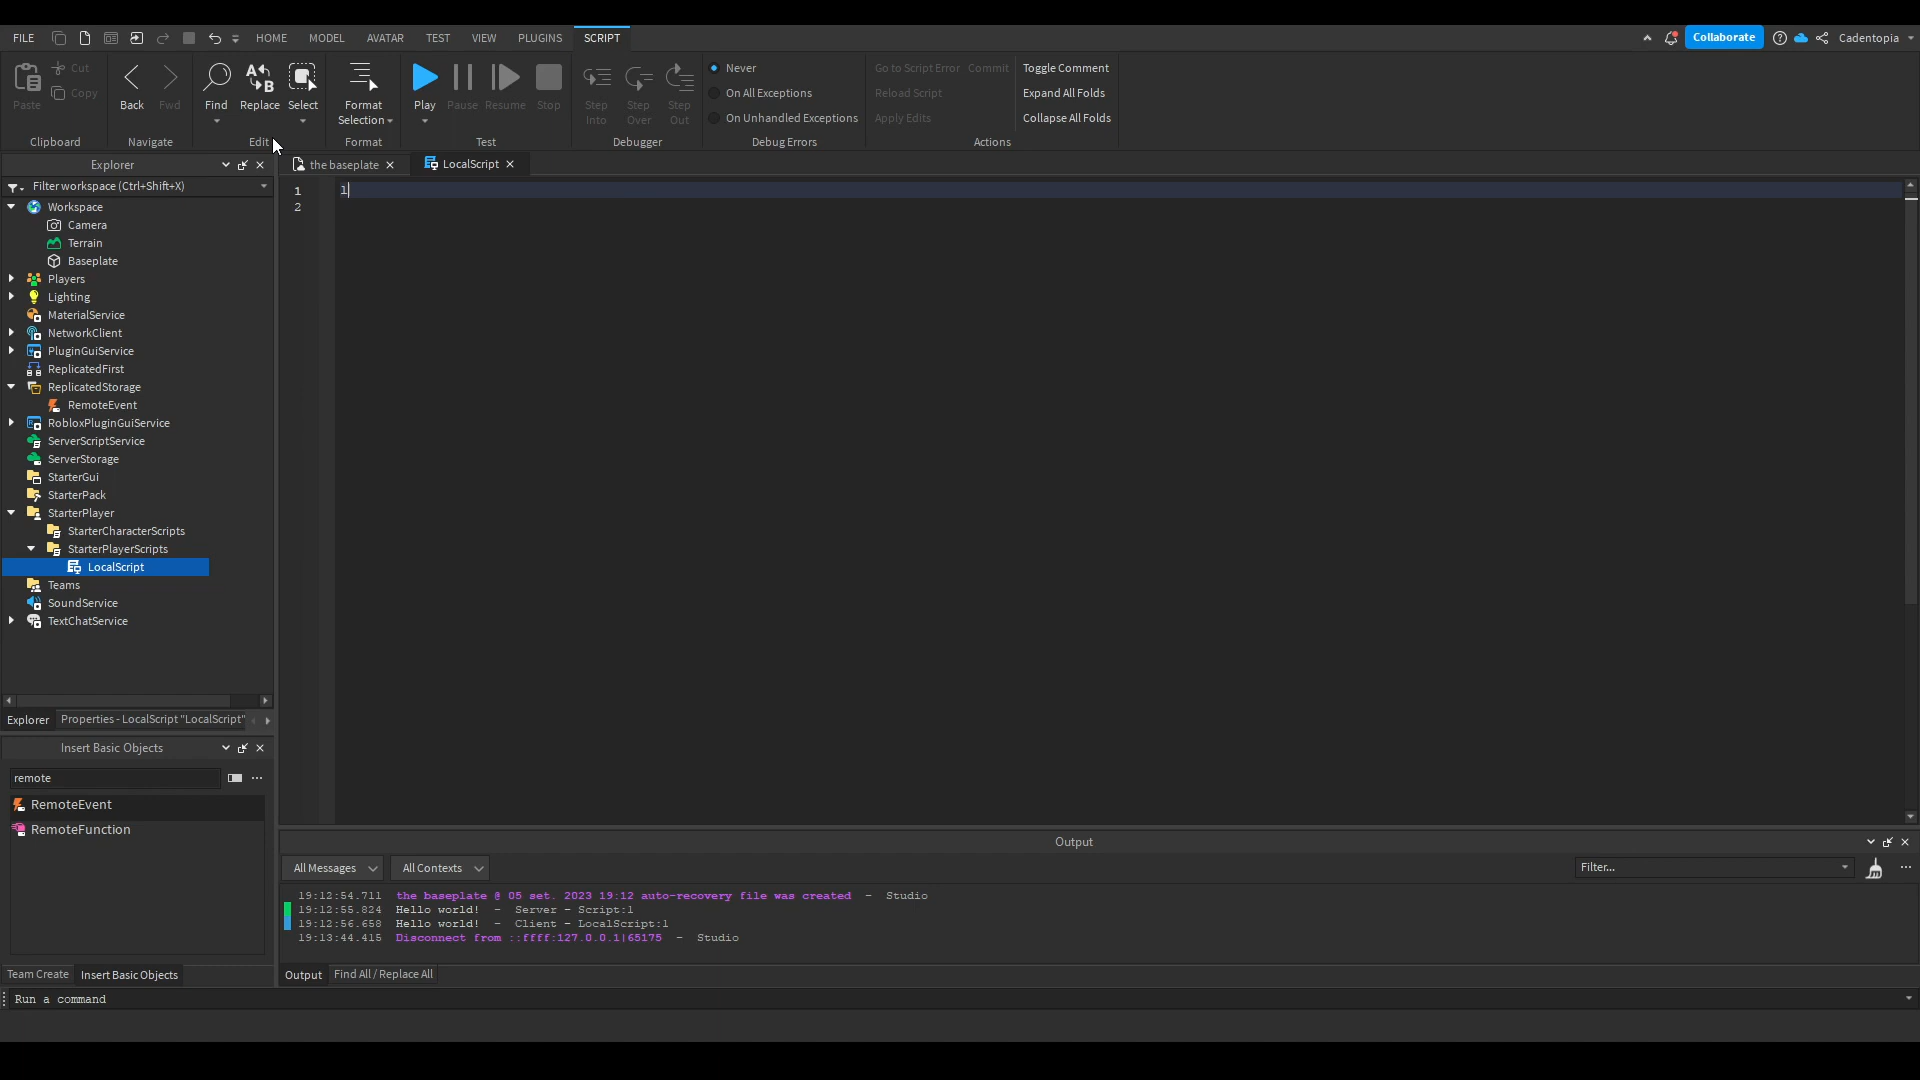 FILE HOME MODEL AVATAR TEST VIEW PLUGINS SCRIPT Collaborate Cadentopia
Paste Cut Copy Clipboard
Back Fwd Navigate
Find Replace Select Edit
Format Selection Format
Play Pause Resume Stop Test
Step Into Step Over Step Out Debugger
Never
On All Exceptions
On Unhandled Exceptions
Debug Errors
Go to Script Error Commit
Reload Script
Apply Edits
Toggle Comment
Expand All Folds
Collapse All Folds
Actions
Explorer
Filter workspace (Ctrl+Shift+X)
Workspace
Camera
Terrain
Baseplate
Players
Lighting
MaterialService
NetworkClient
PluginGuiService
ReplicatedFirst
ReplicatedStorage
RemoteEvent
RobloxPluginGuiService
ServerScriptService
ServerStorage
StarterGui
StarterPack
StarterPlayer
StarterCharacterScripts
StarterPlayerScripts
LocalScript
Teams
SoundService
TextChatService
Explorer Properties - LocalScript "LocalScript"
Insert Basic Objects
remote
RemoteEvent
RemoteFunction
Team Create Insert Basic Objects
the baseplate LocalScript
1 l
2
Output
All Messages All Contexts Filter...
19:12:54.711 the baseplate @ 05 set. 2023 19:12 auto-recovery file was created - Studio
19:12:55.824 Hello world! - Server - Script:1
19:12:56.658 Hello world! - Client - LocalScript:1
19:13:44.415 Disconnect from ::ffff:127.0.0.1|65175 - Studio
Output Find All / Replace All
Run a command